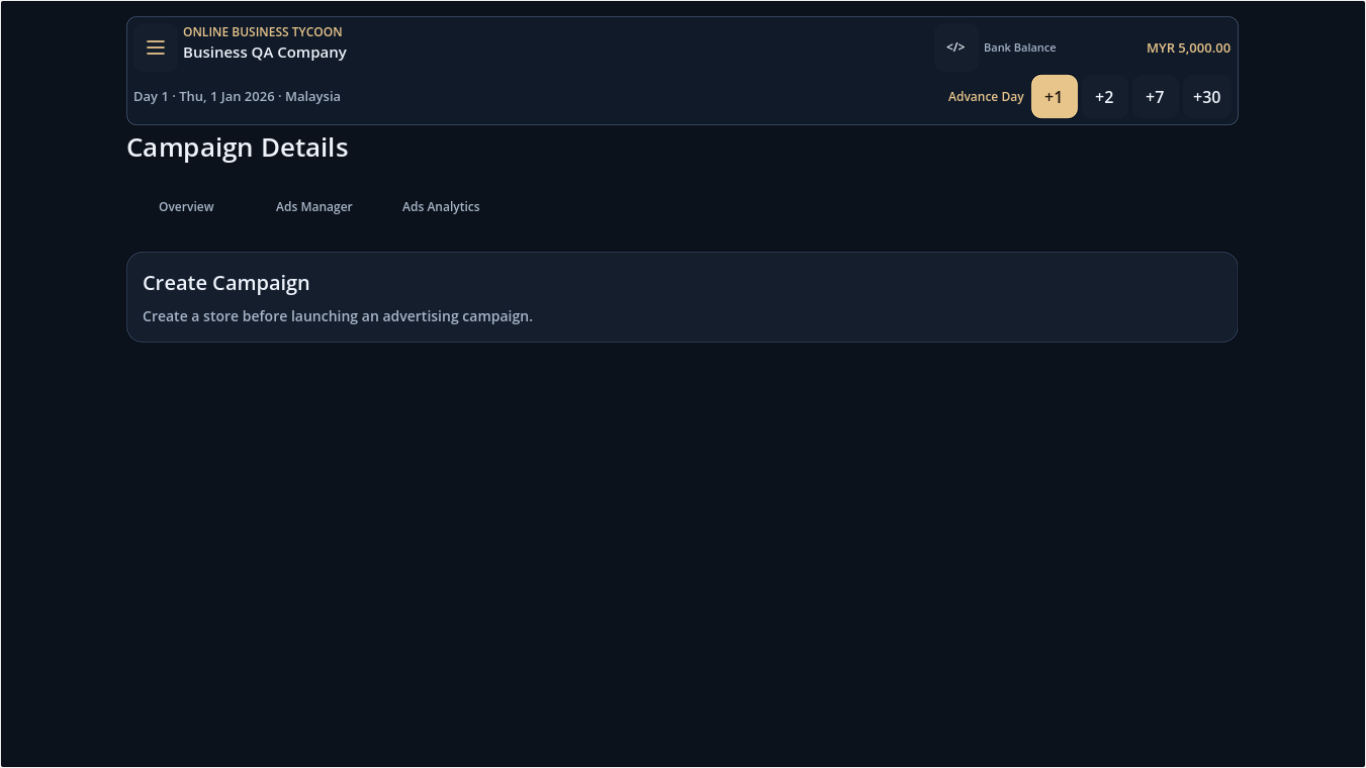 ONLINE BUSINESS TYCOON
Business QA Company
</> Bank Balance MYR 5,000.00
Day 1 · Thu, 1 Jan 2026 · Malaysia
Advance Day +1 +2 +7 +30
Campaign Details
Overview Ads Manager Ads Analytics
Create Campaign
Create a store before launching an advertising campaign.